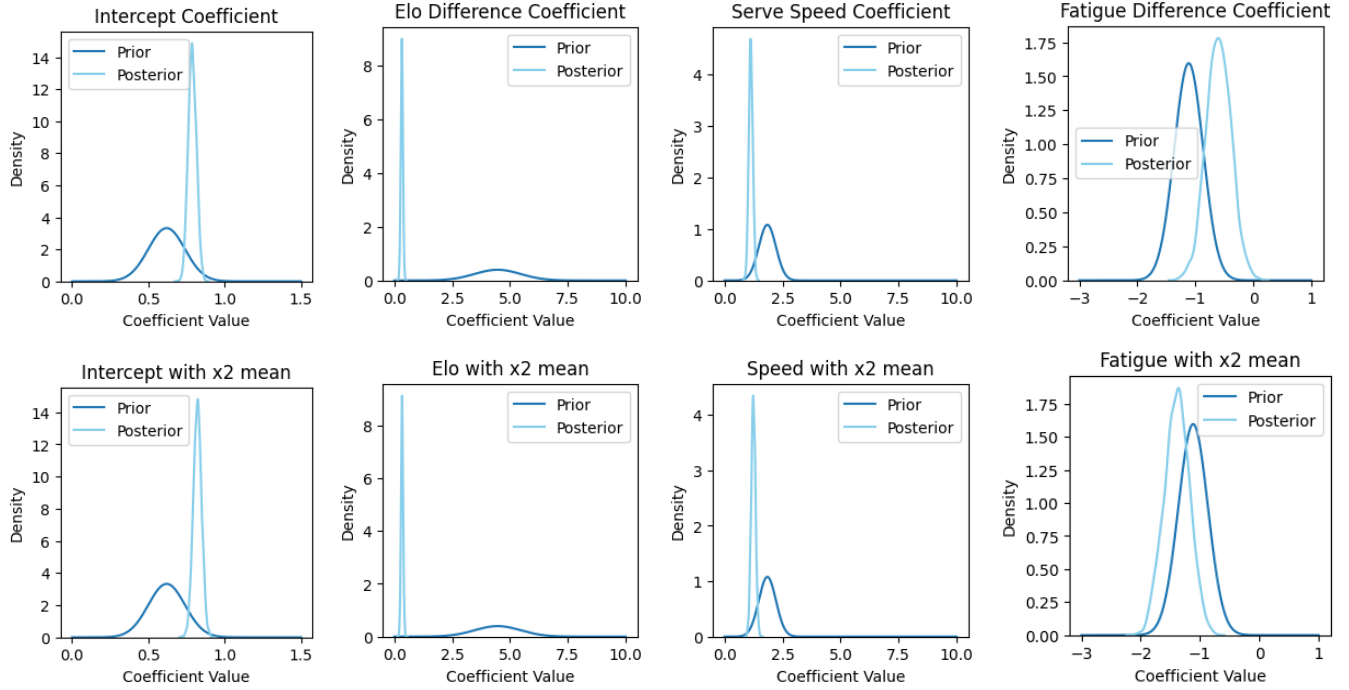 Intercept Coefficient
Elo Difference Coefficient
Serve Speed Coefficient
Fatigue Difference Coefficient
Prior
Posterior
Density
0
2
4
6
8
10
12
14
0.0
0.5
1.0
1.5
Coefficient Value
Prior
Posterior
Density
0
2
4
6
8
0.0
2.5
5.0
7.5
10.0
Coefficient Value
Prior
Posterior
Density
0
1
2
3
4
0.0
2.5
5.0
7.5
10.0
Coefficient Value
Prior
Posterior
Density
0.00
0.25
0.50
0.75
1.00
1.25
1.50
1.75
−3
−2
−1
0
1
Coefficient Value
Intercept with x2 mean
Elo with x2 mean
Speed with x2 mean
Fatigue with x2 mean
Prior
Posterior
Density
0
2
4
6
8
10
12
14
0.0
0.5
1.0
1.5
Coefficient Value
Prior
Posterior
Density
0
2
4
6
8
0.0
2.5
5.0
7.5
10.0
Coefficient Value
Prior
Posterior
Density
0
1
2
3
4
0.0
2.5
5.0
7.5
10.0
Coefficient Value
Prior
Posterior
Density
0.00
0.25
0.50
0.75
1.00
1.25
1.50
1.75
−3
−2
−1
0
1
Coefficient Value